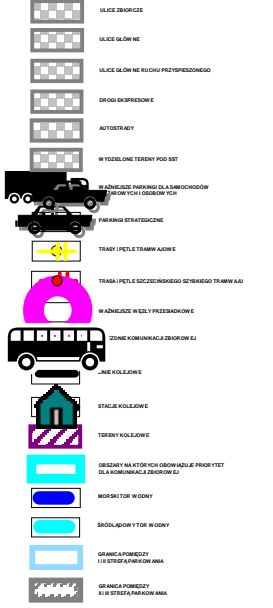 ULICE ZBIORCZE
ULICE GŁÓWNE
ULICE GŁÓWNE RUCHU PRZYSPIESZONEGO
DROGI EKSPRESOWE
AUTOSTRADY
WYDZIELONE TERENY POD SST
WAŻNIEJSZE PARKINGI DLA SAMOCHODÓW
OSOBOWYCH
PARKINGI STRATEGICZNE
TRASY I PĘTLE TRAMWAJOWE
TRASA I PĘTLE SZCZECIŃSKIEGO SZYBKIEGO TRAMWAJU
WAŻNIEJSZE WĘZŁY PRZESIADKOWE
KOMUNIKACJI ZBIOROWEJ
LINIE KOLEJOWE
STACJE KOLEJOWE
TERENY KOLEJOWE
OBSZARY NA KTÓRYCH OBOWIĄZUJE PRIORYTET
DLA KOMUNIKACJI ZBIOROWEJ
MORSKI TOR WODNY
ŚRÓDLĄDOWY TOR WODNY
GRANICA POMIĘDZY
I I II STREFĄ PARKOWANIA
GRANICA POMIĘDZY
II I III STREFĄ PARKOWANIA